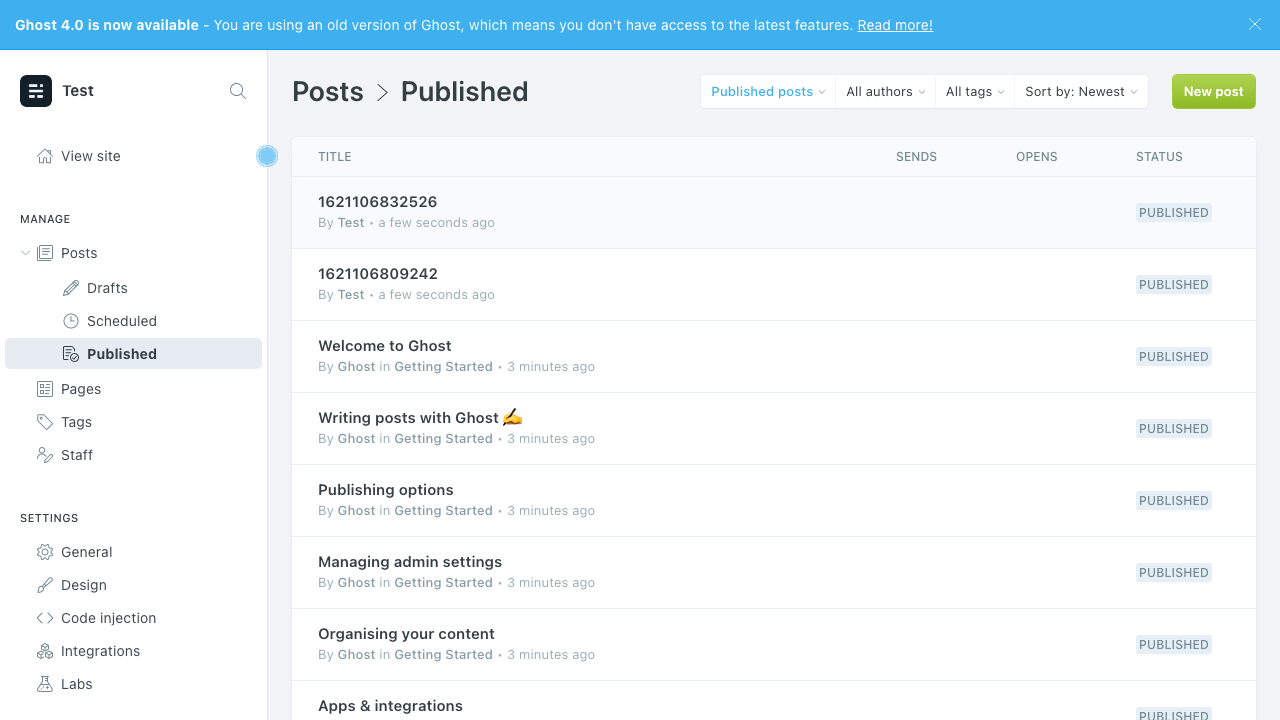 Ghost 4.0 is now available - You are using an old version of Ghost, which means you don't have access to the latest features. Read more!
Test
View site
MANAGE
Posts
Drafts
Scheduled
Published
Pages
Tags
Staff
SETTINGS
General
Design
Code injection
Integrations
Labs
Posts > Published
Published posts
All authors
All tags
Sort by: Newest
New post
TITLE SENDS OPENS STATUS
1621106832526
By Test • a few seconds ago
PUBLISHED
1621106809242
By Test • a few seconds ago
PUBLISHED
Welcome to Ghost
By Ghost in Getting Started • 3 minutes ago
PUBLISHED
Writing posts with Ghost ✍️
By Ghost in Getting Started • 3 minutes ago
PUBLISHED
Publishing options
By Ghost in Getting Started • 3 minutes ago
PUBLISHED
Managing admin settings
By Ghost in Getting Started • 3 minutes ago
PUBLISHED
Organising your content
By Ghost in Getting Started • 3 minutes ago
PUBLISHED
Apps & integrations
PUBLISHED